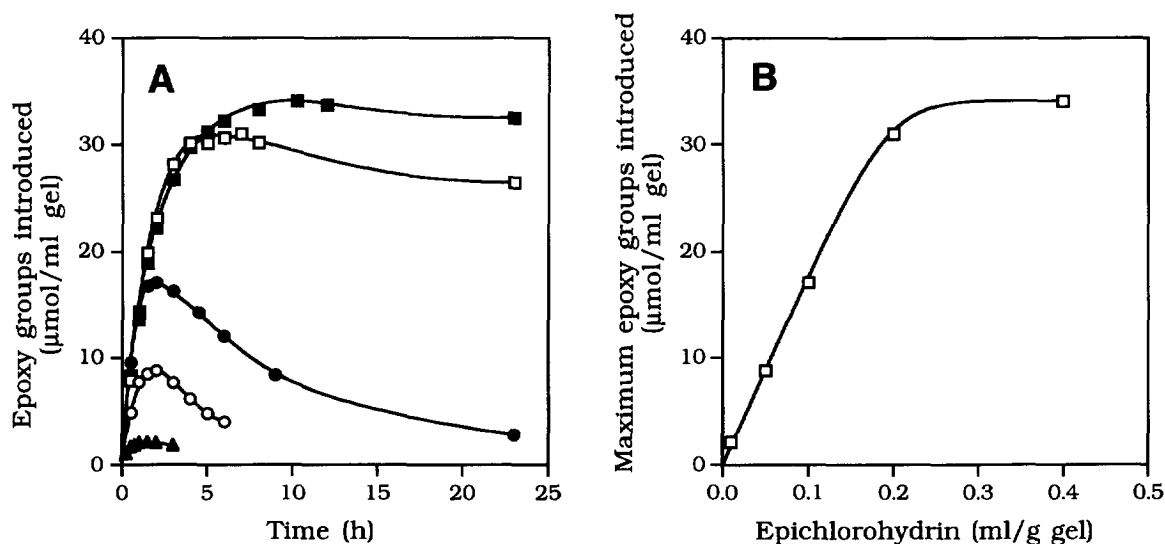 Epoxy groups introduced
(µmol/ml gel)
40
30
20
10
0
A
0 5 10 15 20 25
Time (h)
Maximum epoxy groups introduced
(µmol/ml gel)
40
30
20
10
0
B
0.0 0.1 0.2 0.3 0.4 0.5
Epichlorohydrin (ml/g gel)